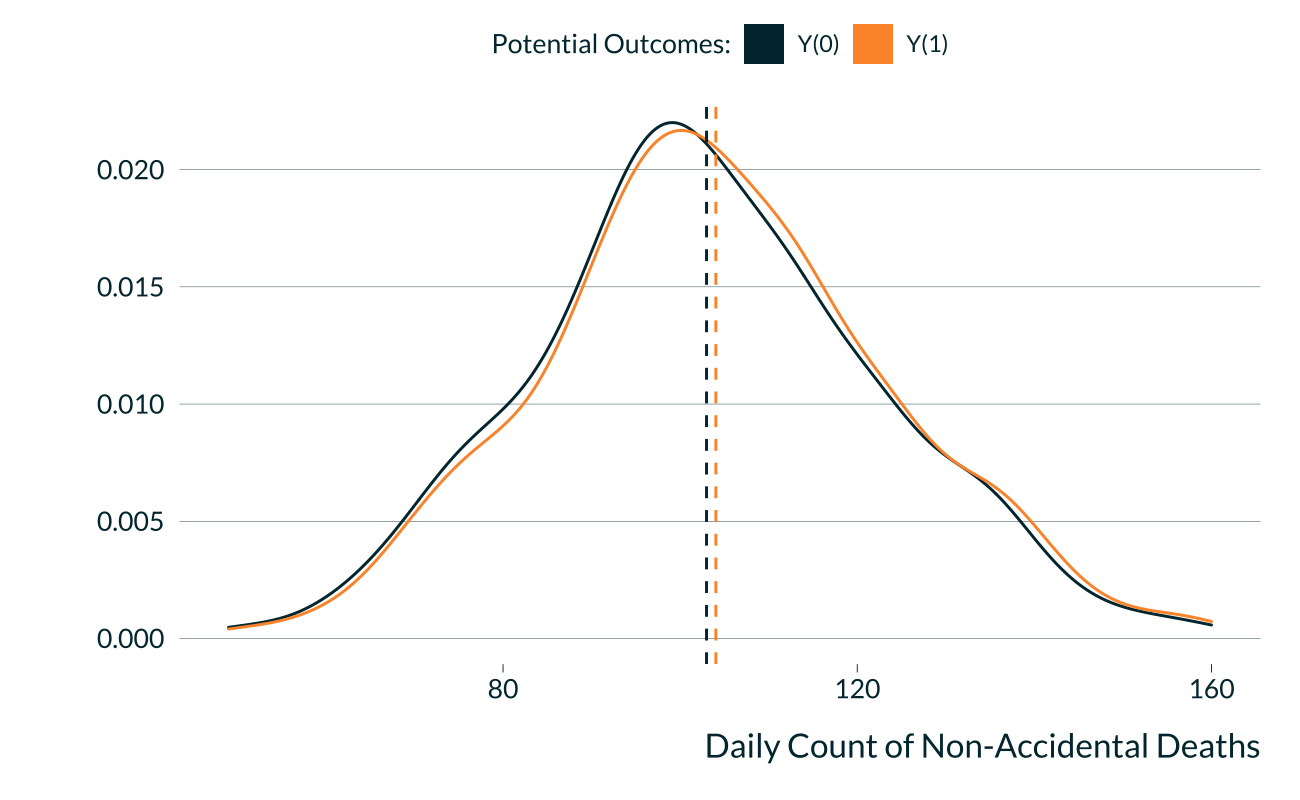 Potential Outcomes: Y(0) Y(1)
0.020
0.015
0.010
0.005
0.000
80 120 160
Daily Count of Non-Accidental Deaths